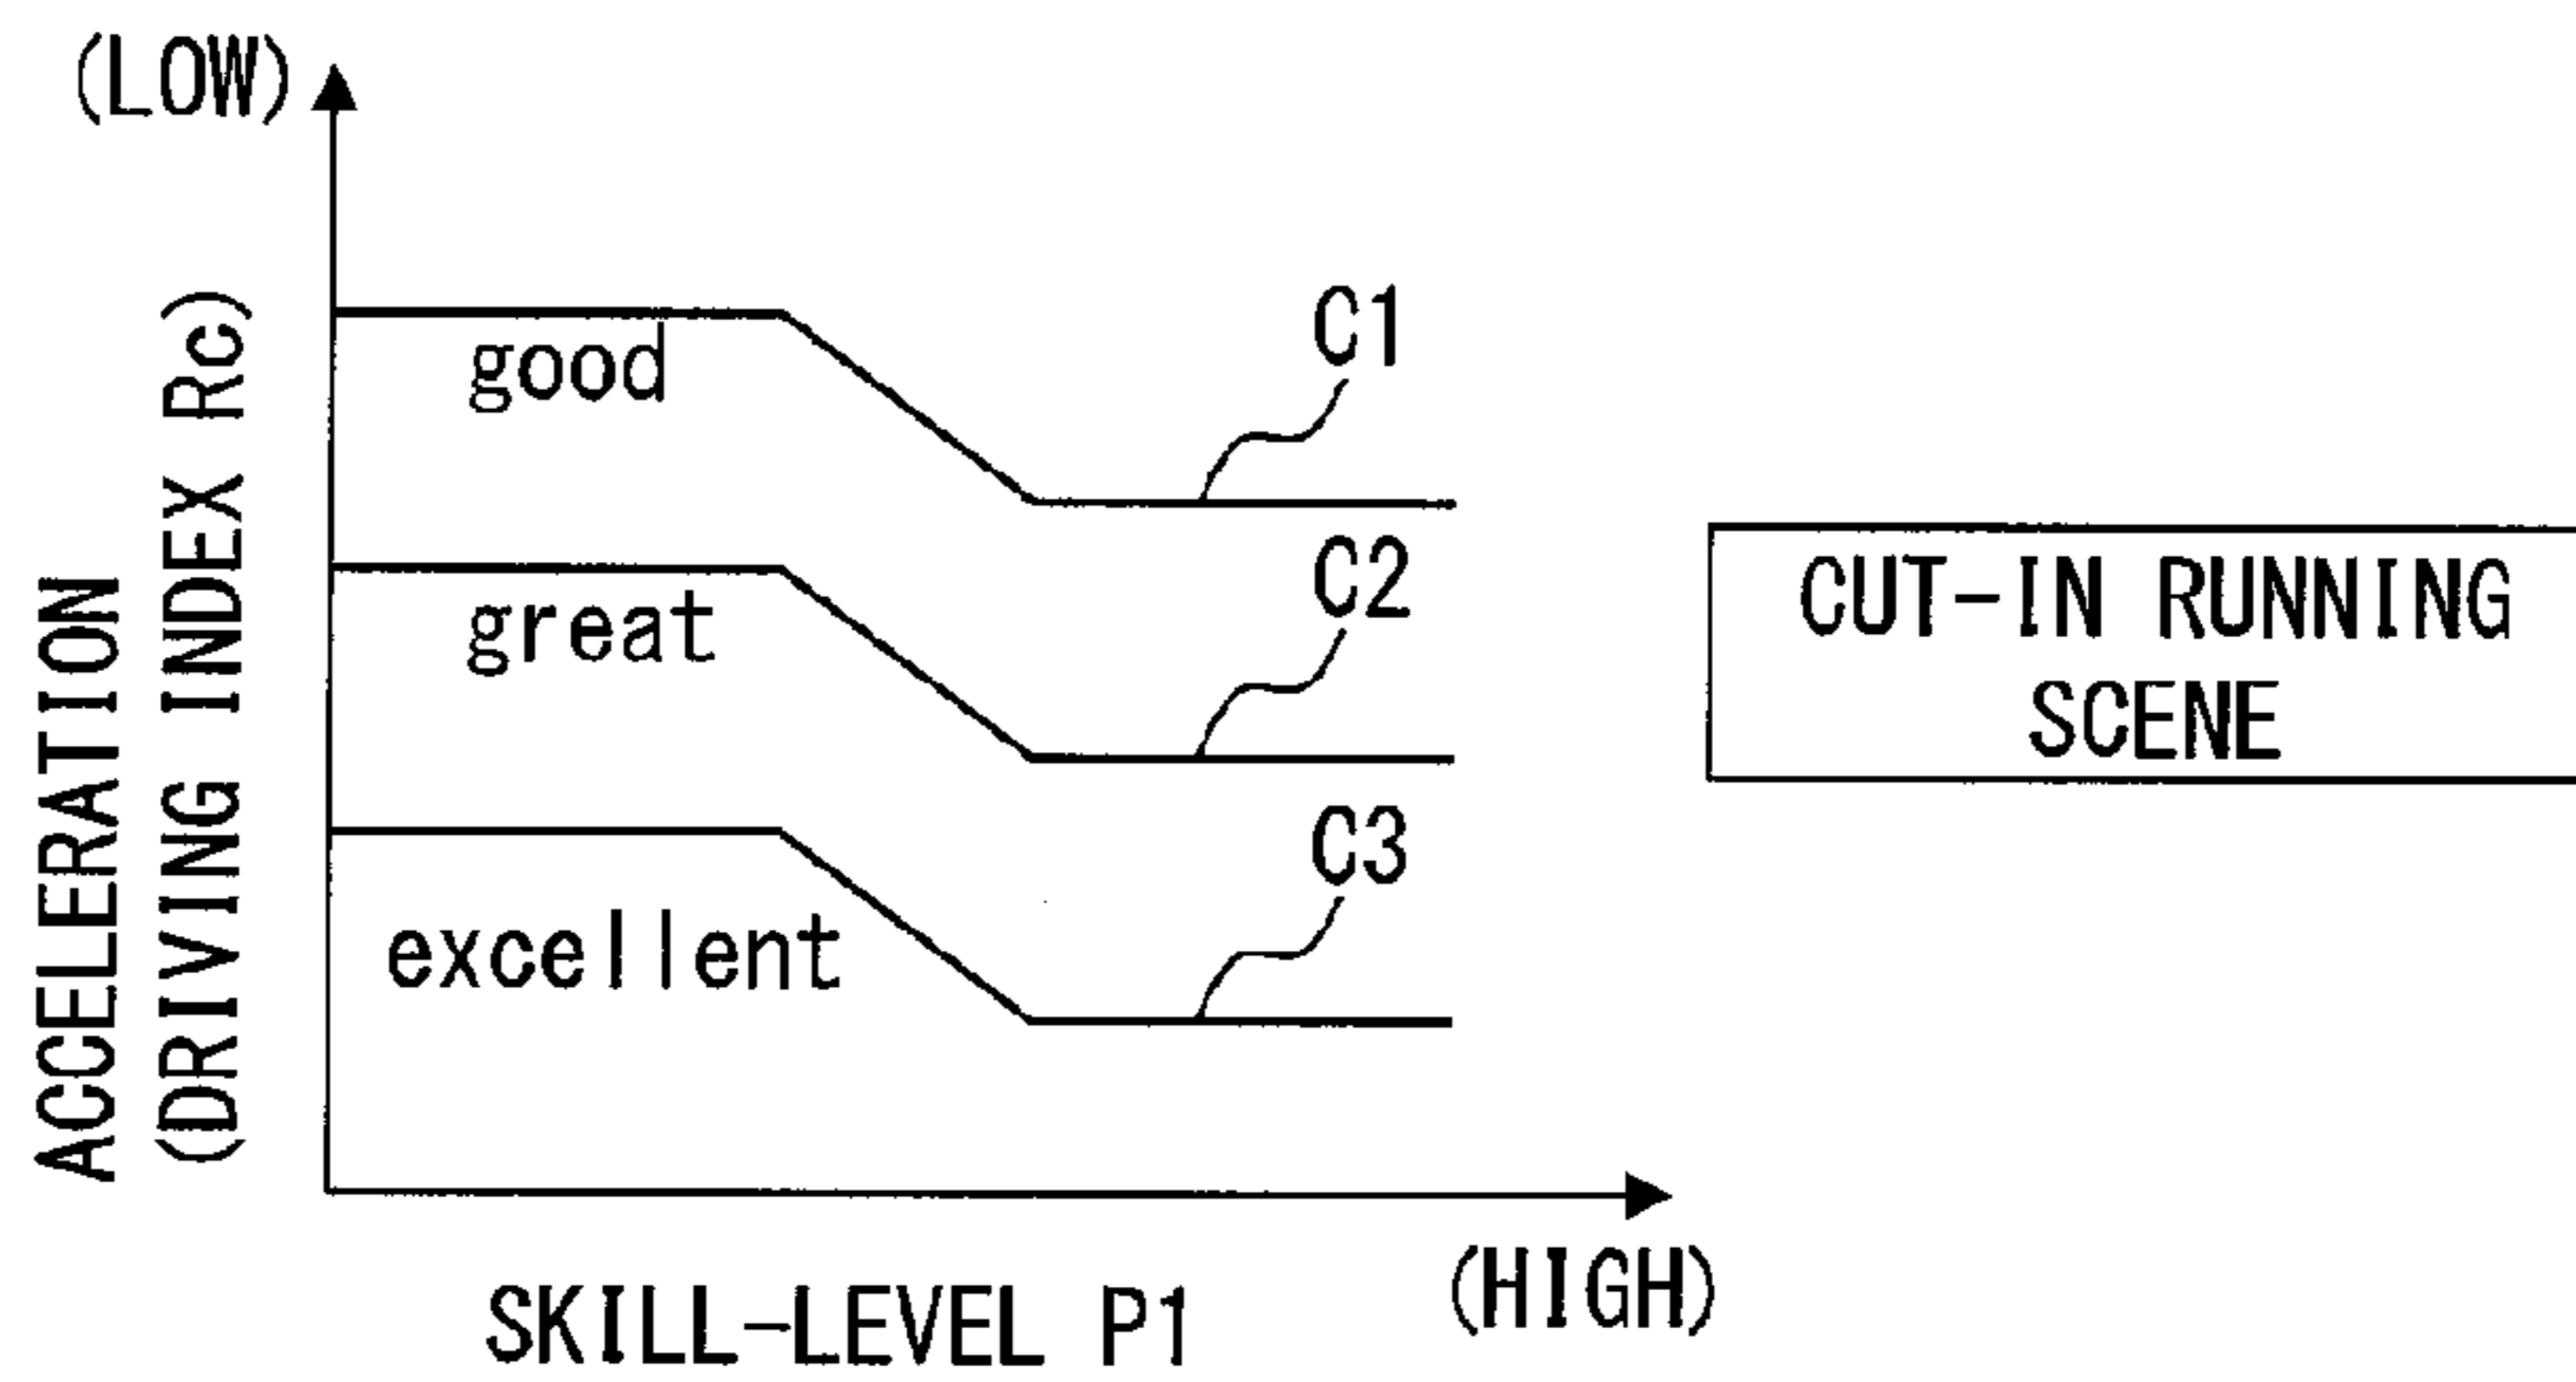 (LOW)
ACCELERATION
(DRIVING INDEX Rc)
good
C1
great
C2
excellent
C3
CUT-IN RUNNING
SCENE
(HIGH)
SKILL-LEVEL P1